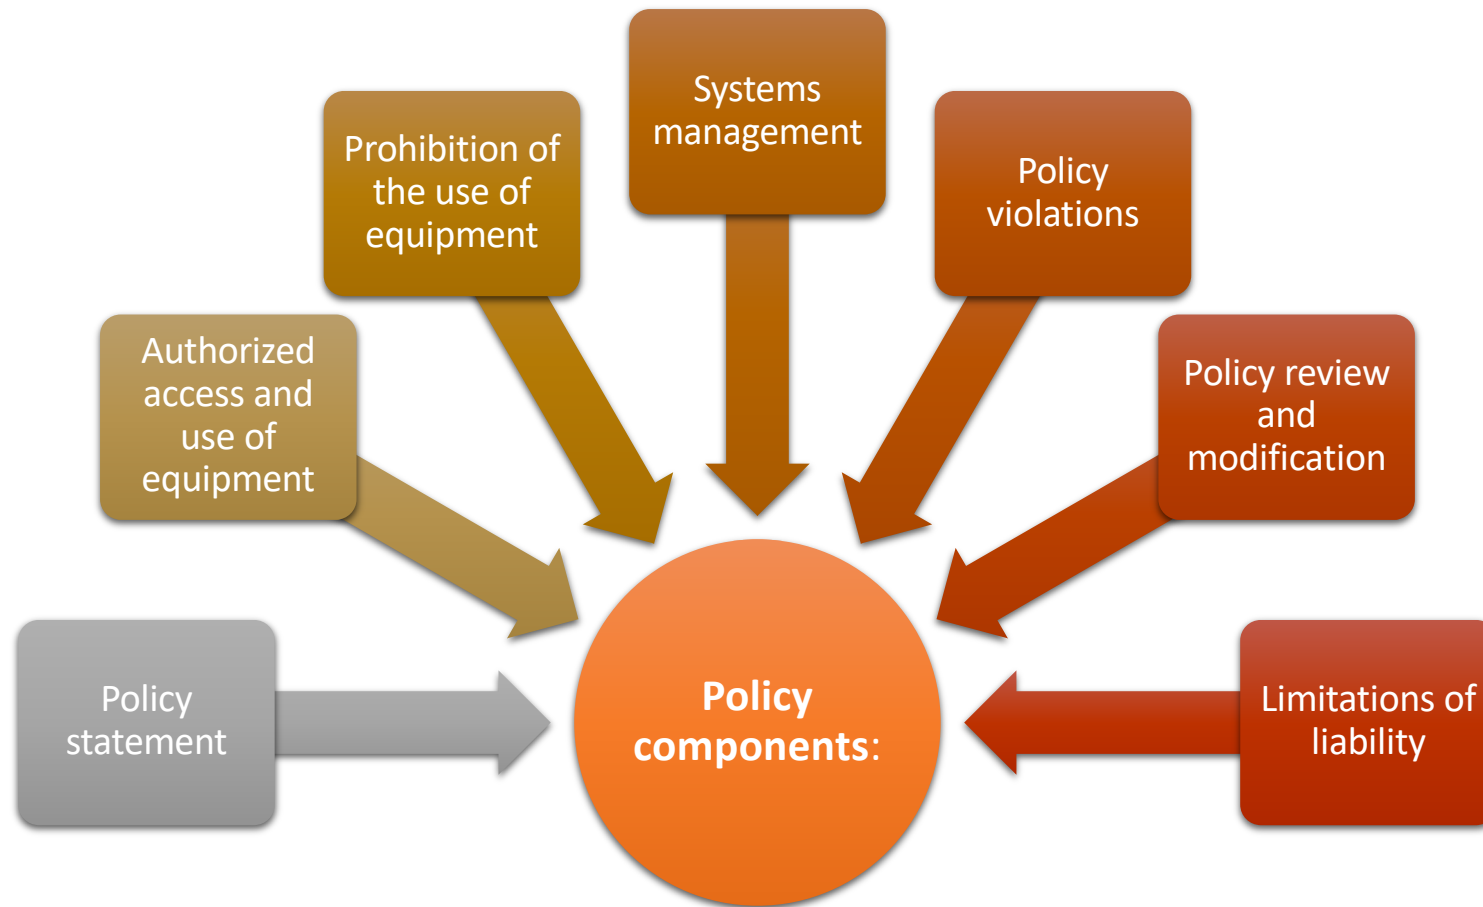 Systems
management
Prohibition of
the use of
equipment
Policy
violations
Authorized
access and
use of
equipment
Policy review
and
modification
Policy
statement
Policy
components:
Limitations of
liability